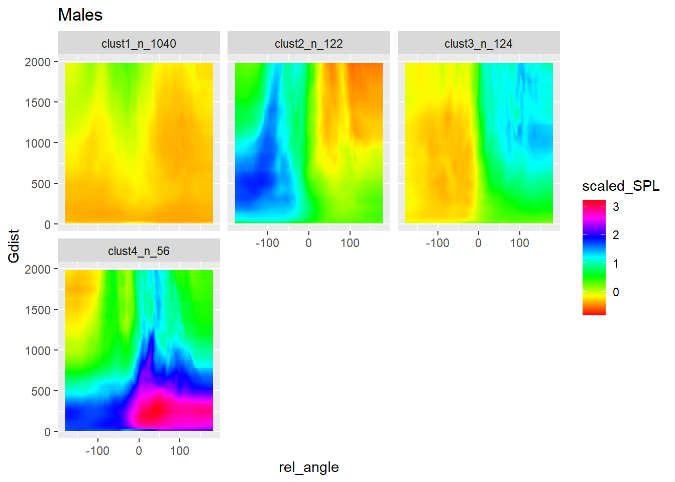 Males
clust1_n_1040 clust2_n_122 clust3_n_124
2000
1500
1000
500
0
-100 0 100 -100 0 100
clust4_n_56
2000
1500
1000
500
0
-100 0 100
Gdist
rel_angle
scaled_SPL
3
2
1
0